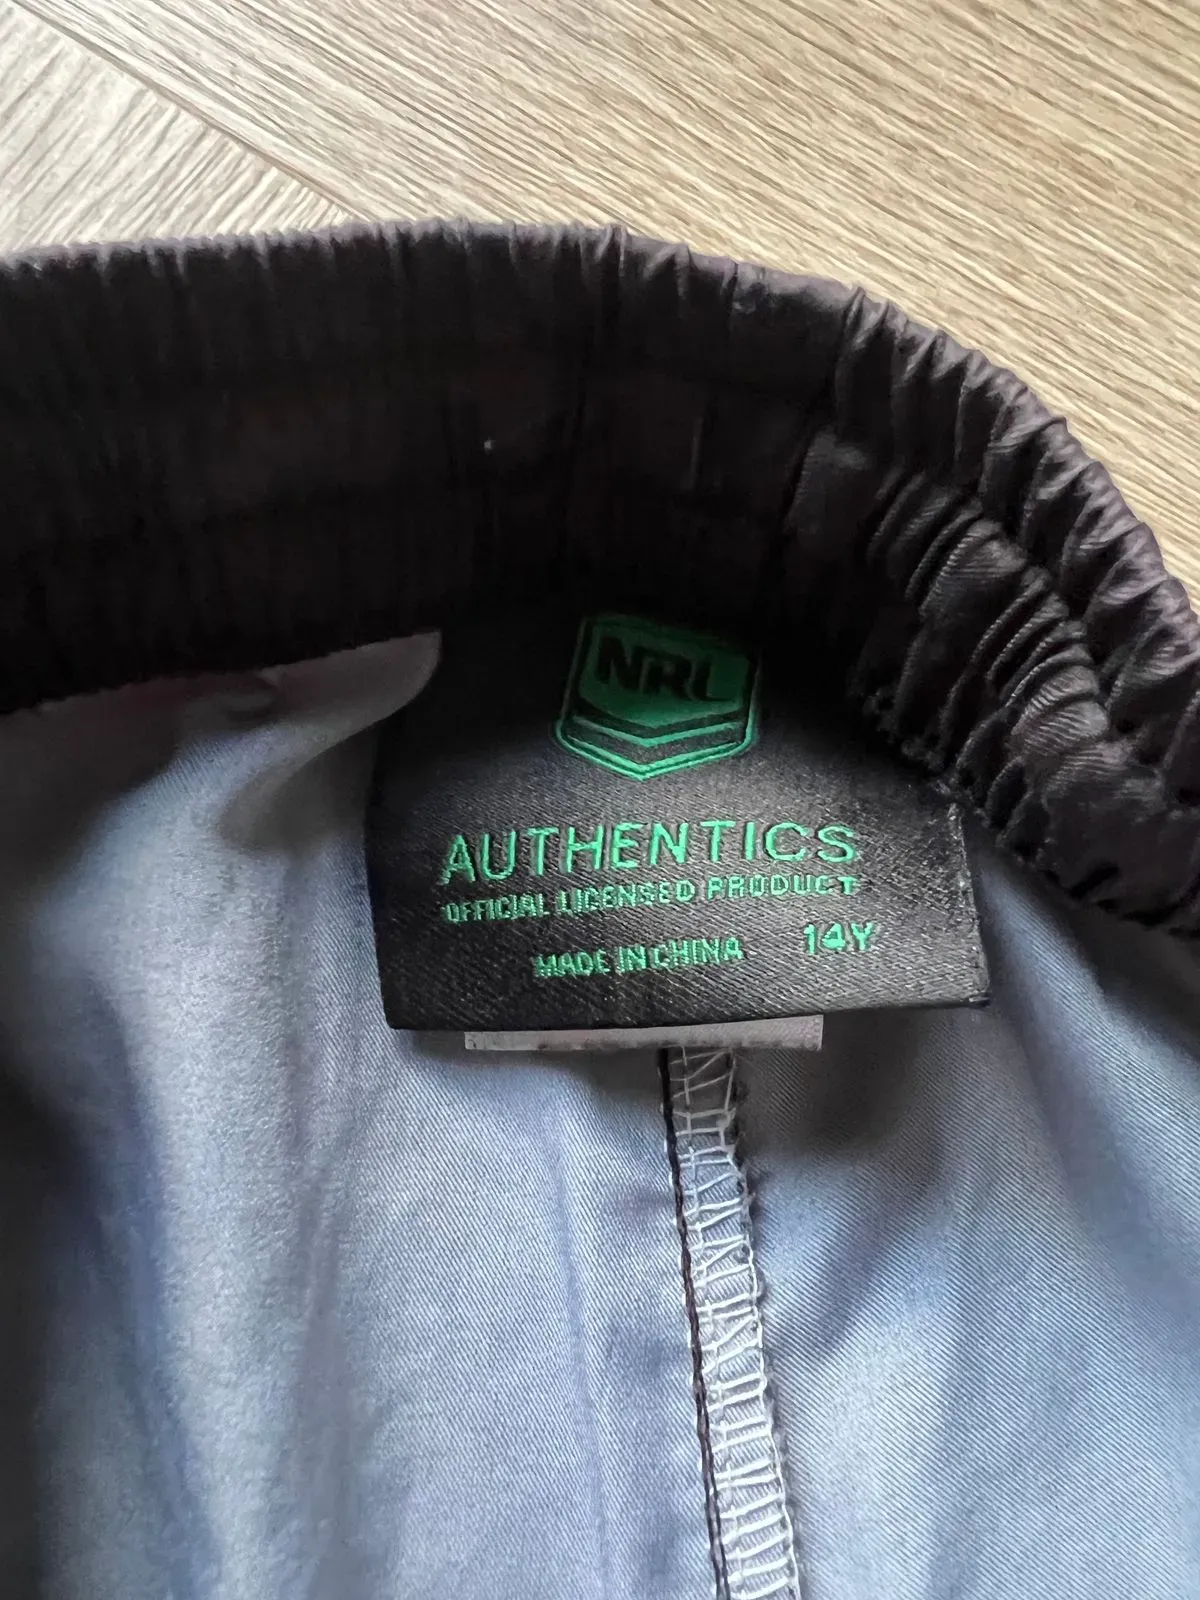 NRL
AUTHENTICS
OFFICIAL LICENSED PRODUCT
MADE IN CHINA 14Y